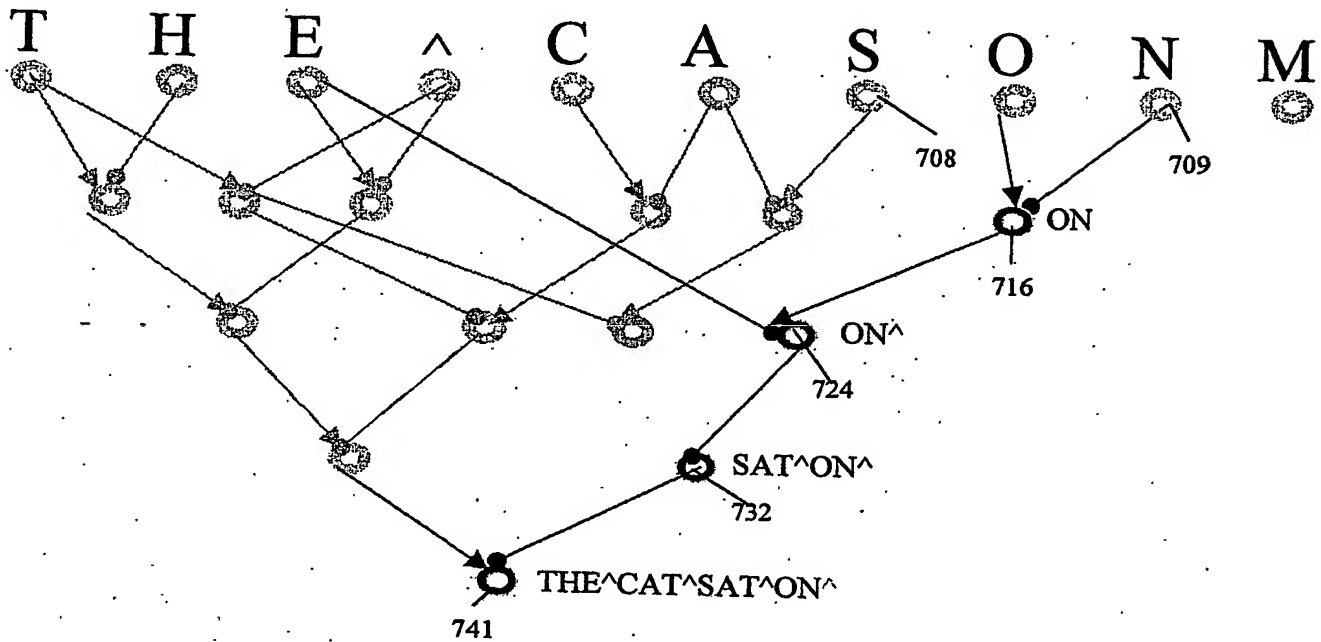 T H E ^ C A S O N M
708
709
ON
716
ON^
724
SAT^ON^
732
THE^CAT^SAT^ON^
741